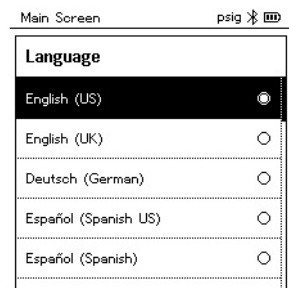 Main Screen psig
Language
English (US)
English (UK)
Deutsch (German)
Español (Spanish US)
Español (Spanish)